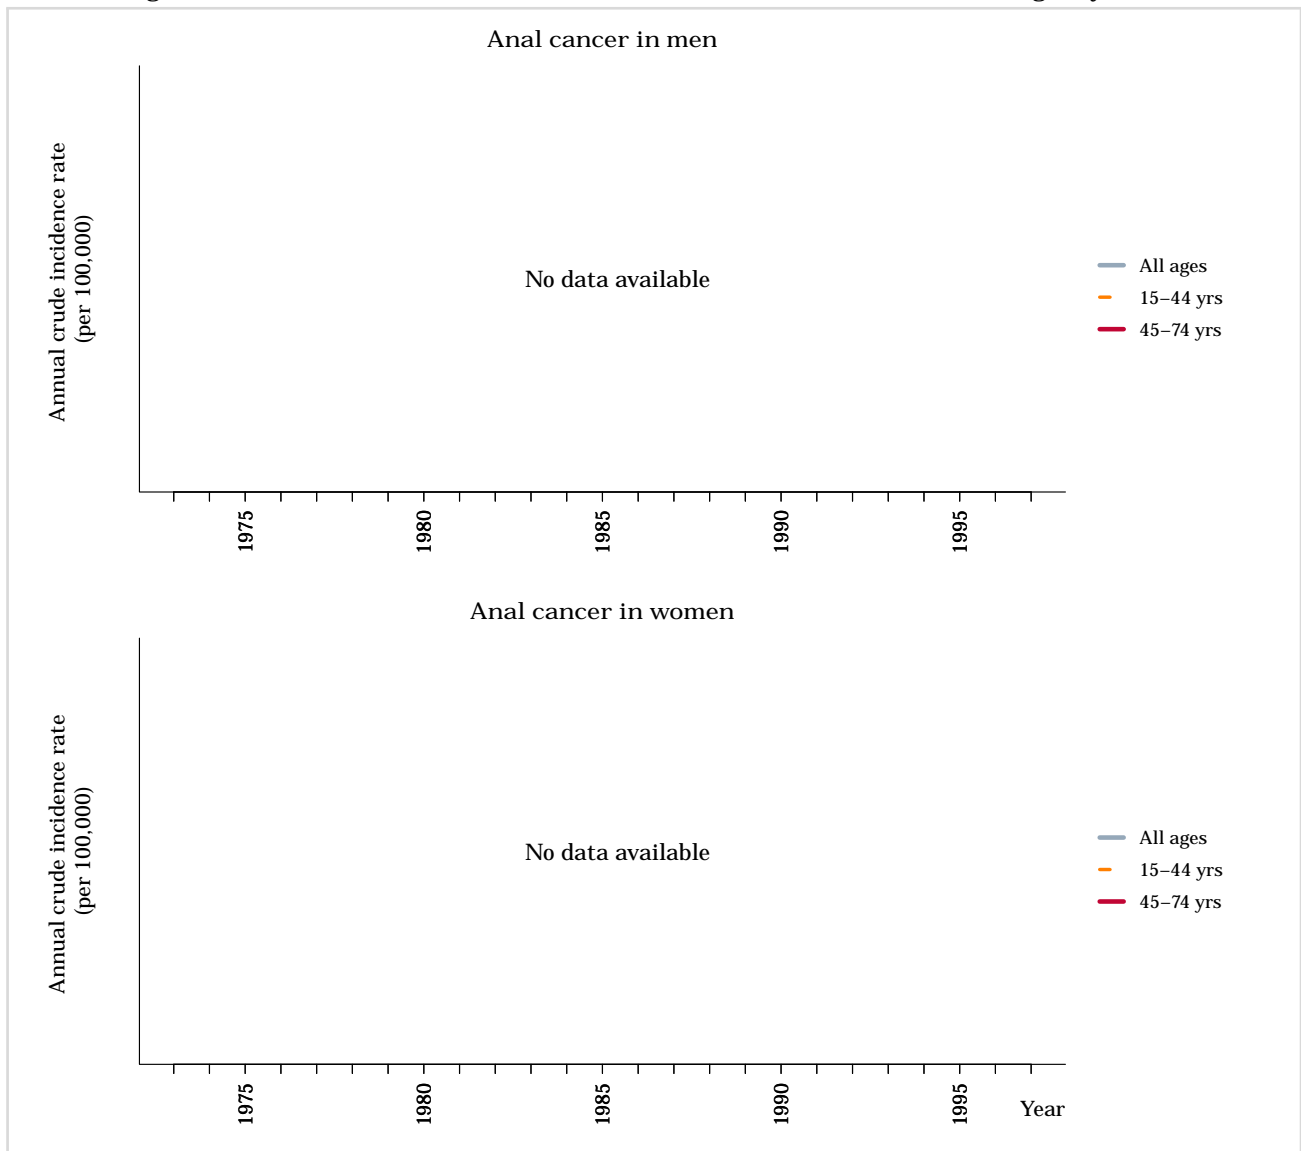 Anal cancer in men
Annual crude incidence rate
(per 100,000)
No data available
All ages
15−44 yrs
45−74 yrs
1975
1980
1985
1990
1995
Anal cancer in women
Annual crude incidence rate
(per 100,000)
No data available
All ages
15−44 yrs
45−74 yrs
1975
1980
1985
1990
1995
Year